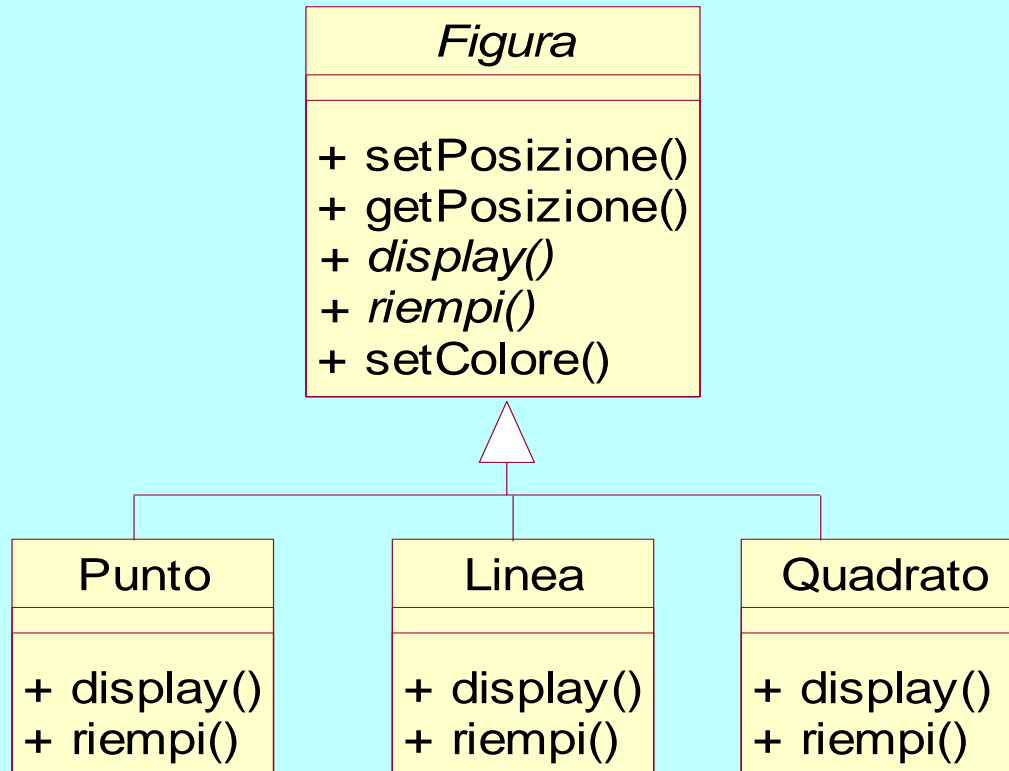 Figura
+ setPosizione()
+ getPosizione()
+ display()
+ riempi()
+ setColore()
Punto
+ display()
+ riempi()
Linea
+ display()
+ riempi()
Quadrato
+ display()
+ riempi()